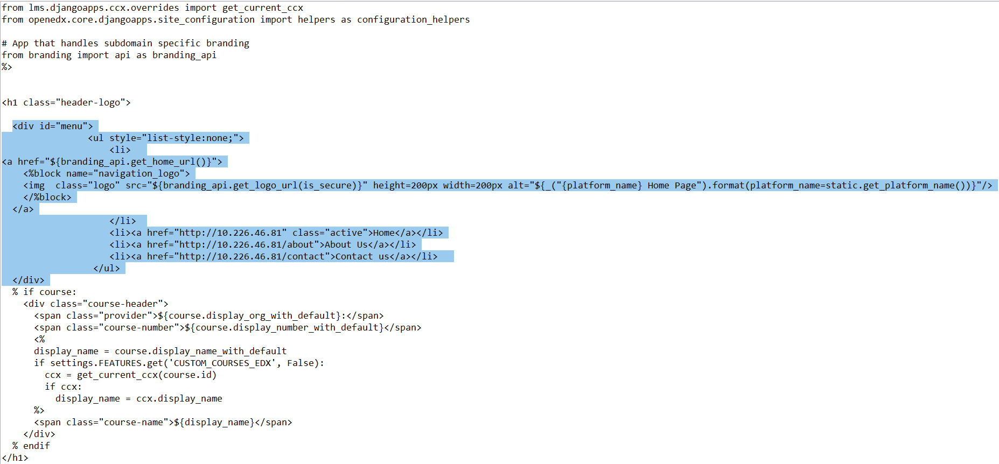 from lms.djangoapps.ccx.overrides import get_current_ccx
from openedx.core.djangoapps.site_configuration import helpers as configuration_helpers

# App that handles subdomain specific branding
from branding import api as branding_api
%>


<h1 class="header-logo">

  <div id="menu">
                <ul style="list-style:none;">
                    <li>
<a href="${branding_api.get_home_url()}">
    <%block name="navigation_logo">
    <img  class="logo" src="${branding_api.get_logo_url(is_secure)}" height=200px width=200px alt="${_("{platform_name} Home Page").format(platform_name=static.get_platform_name())}"/>
    </%block>
  </a>
                    </li>
                    <li><a href="http://10.226.46.81" class="active">Home</a></li>
                    <li><a href="http://10.226.46.81/about">About Us</a></li>
                    <li><a href="http://10.226.46.81/contact">Contact us</a></li>
                 </ul>
  </div>
  % if course:
    <div class="course-header">
      <span class="provider">${course.display_org_with_default}:</span>
      <span class="course-number">${course.display_number_with_default}</span>
      <%
      display_name = course.display_name_with_default
      if settings.FEATURES.get('CUSTOM_COURSES_EDX', False):
        ccx = get_current_ccx(course.id)
        if ccx:
          display_name = ccx.display_name
      %>
      <span class="course-name">${display_name}</span>
    </div>
  % endif
</h1>